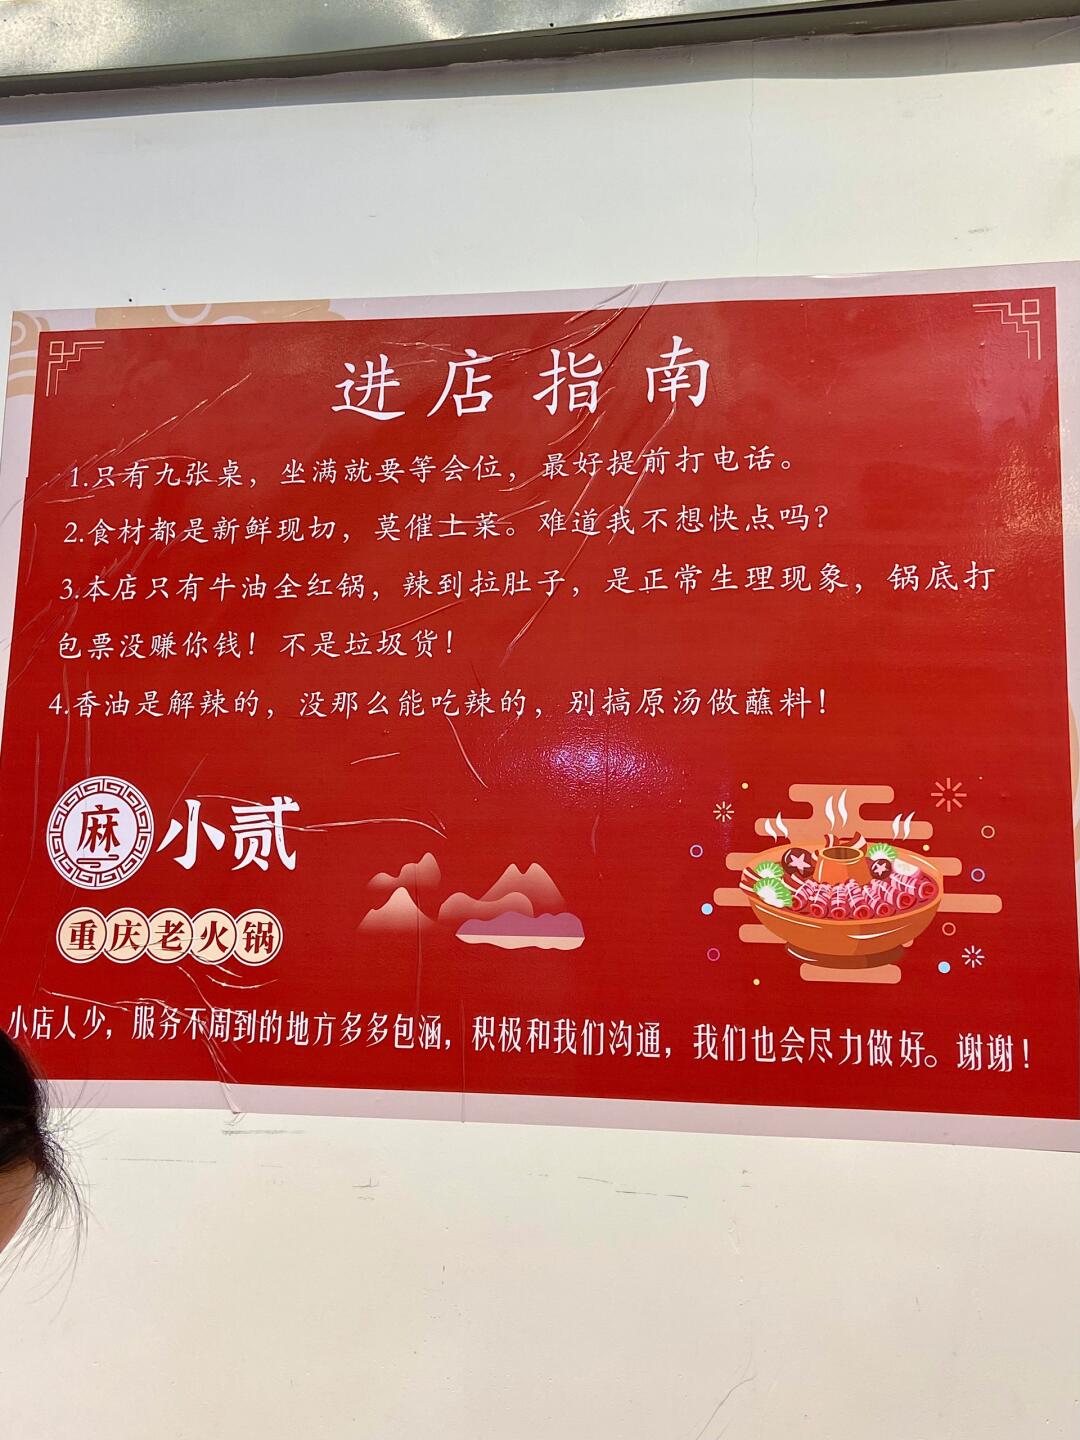 进店指南
1.只有九张桌，坐满就要等会位，最好提前打电话。
2.食材都是新鲜现切，莫催上菜。难道我不想快点吗？
3.本店只有牛油全红锅，辣到拉肚子，是正常生理现象，锅底打
包票没赚你钱！不是垃圾货！
4.香油是解辣的，没那么能吃辣的，别搞原汤做蘸料！
麻小贰
重庆老火锅
小店人少，服务不周到的地方多多包涵，积极和我们沟通，我们也会尽力做好。谢谢！